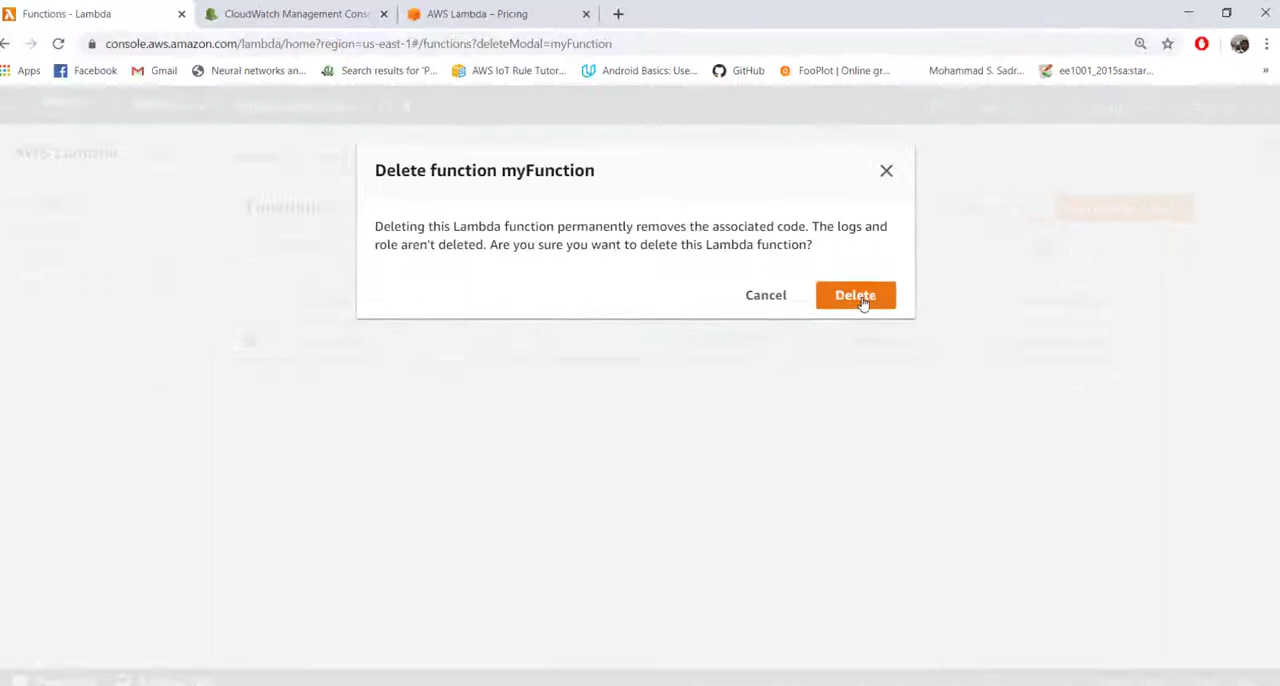 Functions - Lambda
CloudWatch Management Cons
AWS Lambda – Pricing
console.aws.amazon.com/lambda/home?region=us-east-1#/functions?deleteModal=myFunction
Apps
Facebook
Gmail
Neural networks an...
Search results for 'P...
AWS IoT Rule Tutor...
Android Basics: Use...
GitHub
FooPlot | Online gr...
Mohammad S. Sadr...
ee1001_2015sa:star...
»
AWS Lambda
Delete function myFunction
Functions
Deleting this Lambda function permanently removes the associated code. The logs and
role aren't deleted. Are you sure you want to delete this Lambda function?
Cancel
Delete